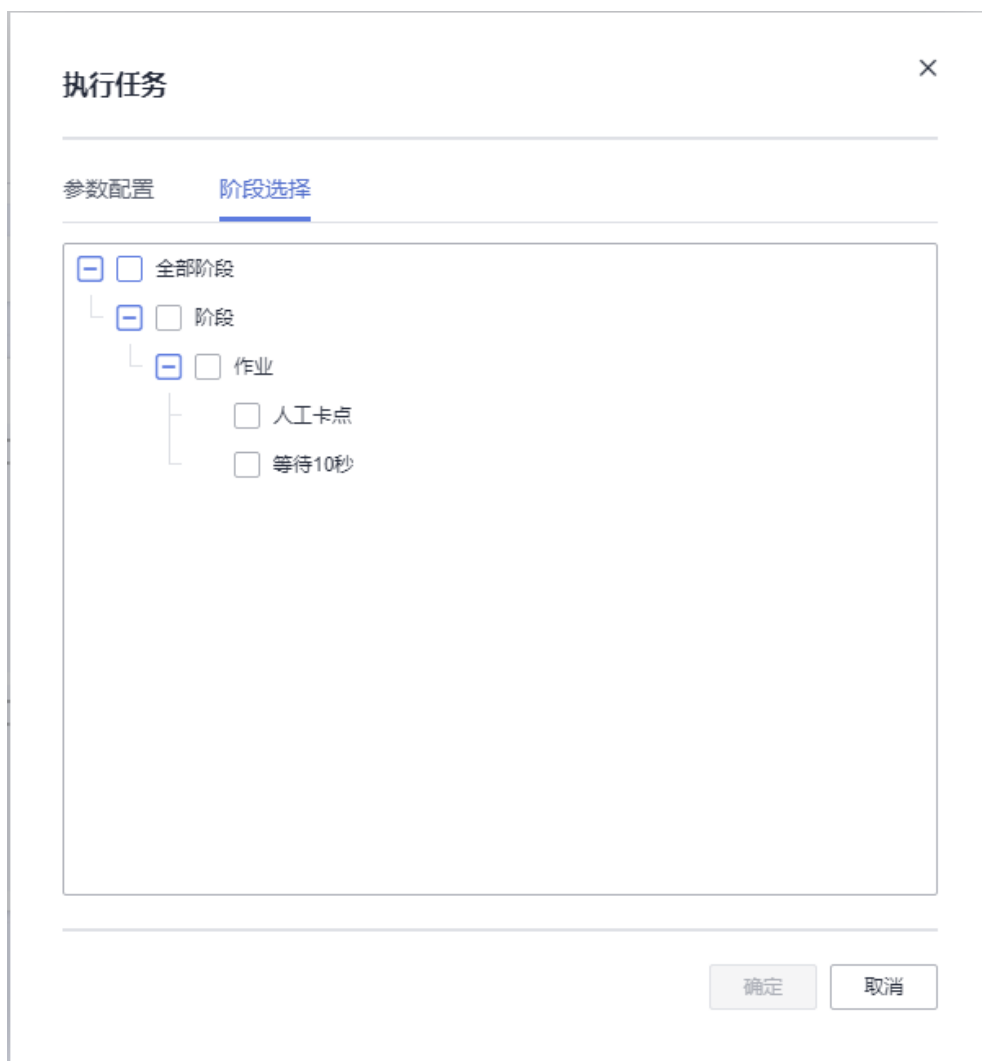 执行任务
参数配置 阶段选择
全部阶段
阶段
作业
人工卡点
等待10秒
确定 取消